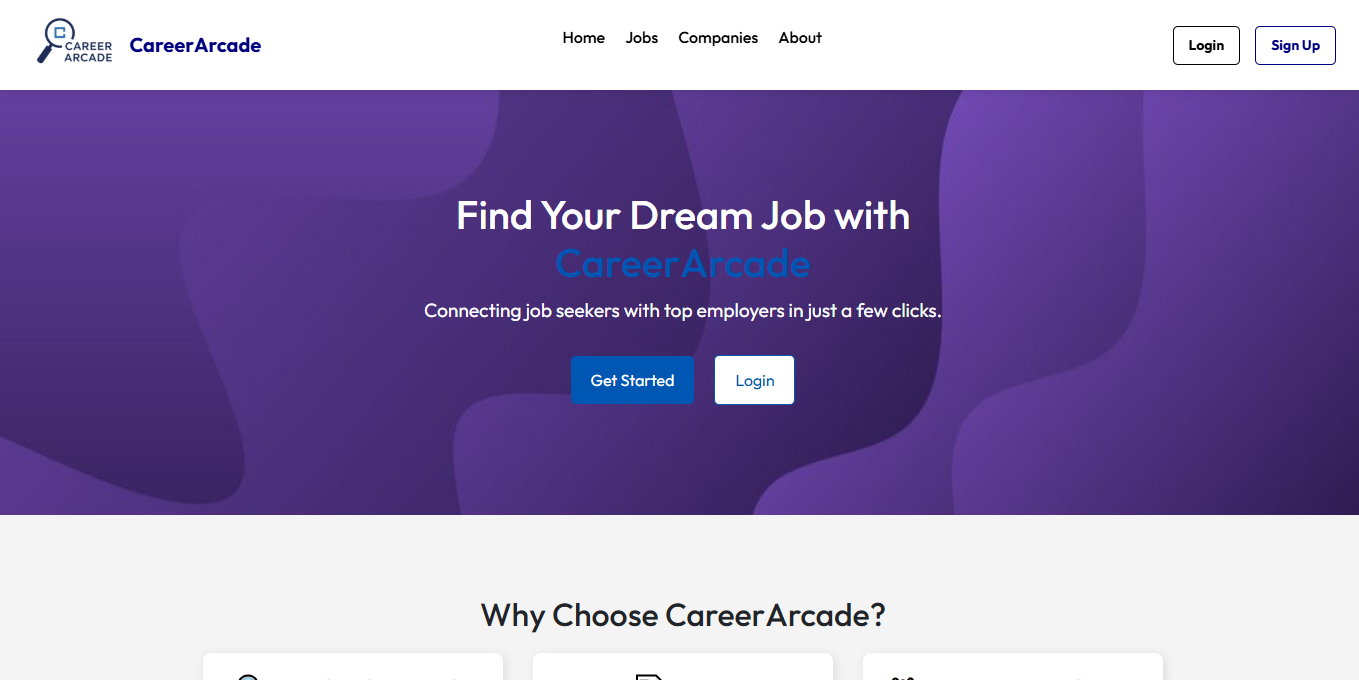 CAREER
ARCADE
CareerArcade
Home Jobs Companies About
Login Sign Up
Find Your Dream Job with
CareerArcade
Connecting job seekers with top employers in just a few clicks.
Get Started Login
Why Choose CareerArcade?